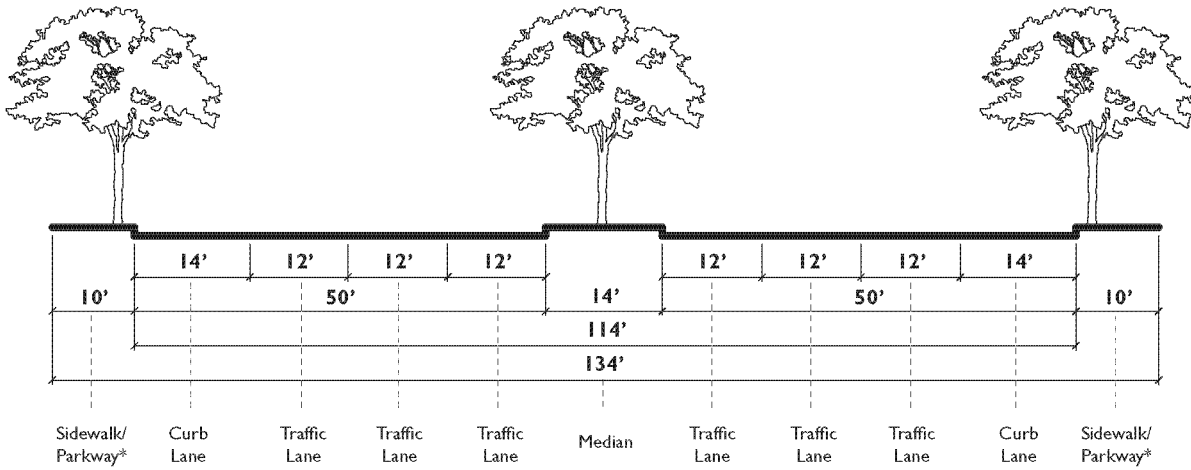 14' 12' 12' 12' 12' 12' 12' 14'
10' 50' 14' 50' 10'
114'
134'
Sidewalk/ Curb Traffic Traffic Traffic Median Traffic Traffic Traffic Curb Sidewalk/
Parkway* Lane Lane Lane Lane Lane Lane Lane Lane Parkway*